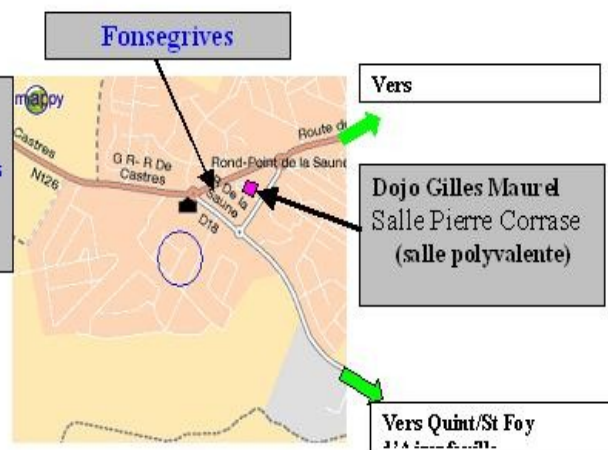 Fonsegrives
Vers
mappy
Castres
N126
G R- R De
Castres
Route d
Rond-Point de la Saune
R De la
Saune
D18
Dojo Gilles Maurel
Salle Pierre Corrase
(salle polyvalente)
Vers Quint/St Foy